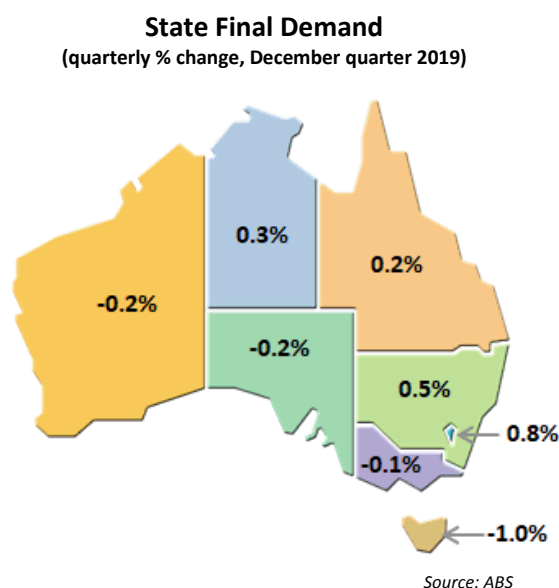 State Final Demand
(quarterly % change, December quarter 2019)
0.3%
0.2%
-0.2%
-0.2%
0.5%
0.8%
-0.1%
-1.0%
Source: ABS